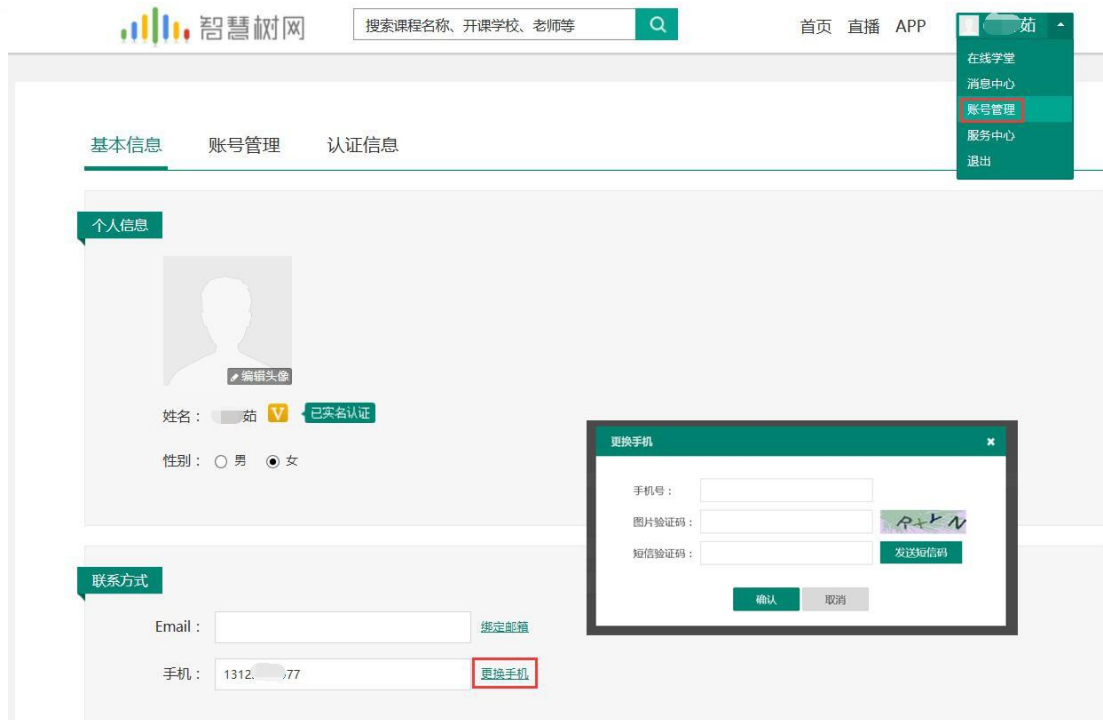 智慧树网
搜索课程名称、开课学校、老师等
首页 直播 APP
茹
在线学堂
消息中心
账号管理
服务中心
退出
基本信息 账号管理 认证信息
个人信息
编辑头像
姓名： 茹 V 已实名认证
性别： 男 女
联系方式
Email： 绑定邮箱
手机： 1312 77 更换手机
更换手机
手机号：
图片验证码： RXYN
短信验证码： 发送短信码
确认 取消